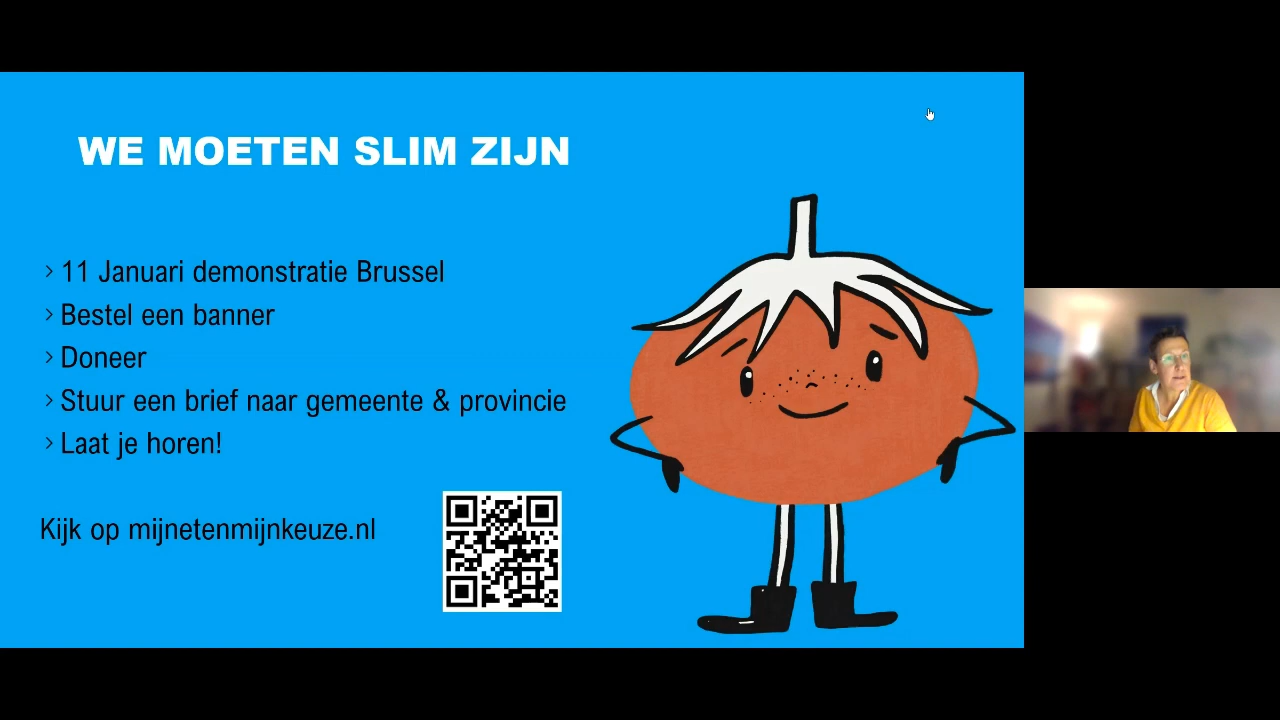 WE MOETEN SLIM ZIJN
› 11 Januari demonstratie Brussel
› Bestel een banner
› Doneer
› Stuur een brief naar gemeente & provincie
› Laat je horen!
Kijk op mijnetenmijnkeuze.nl